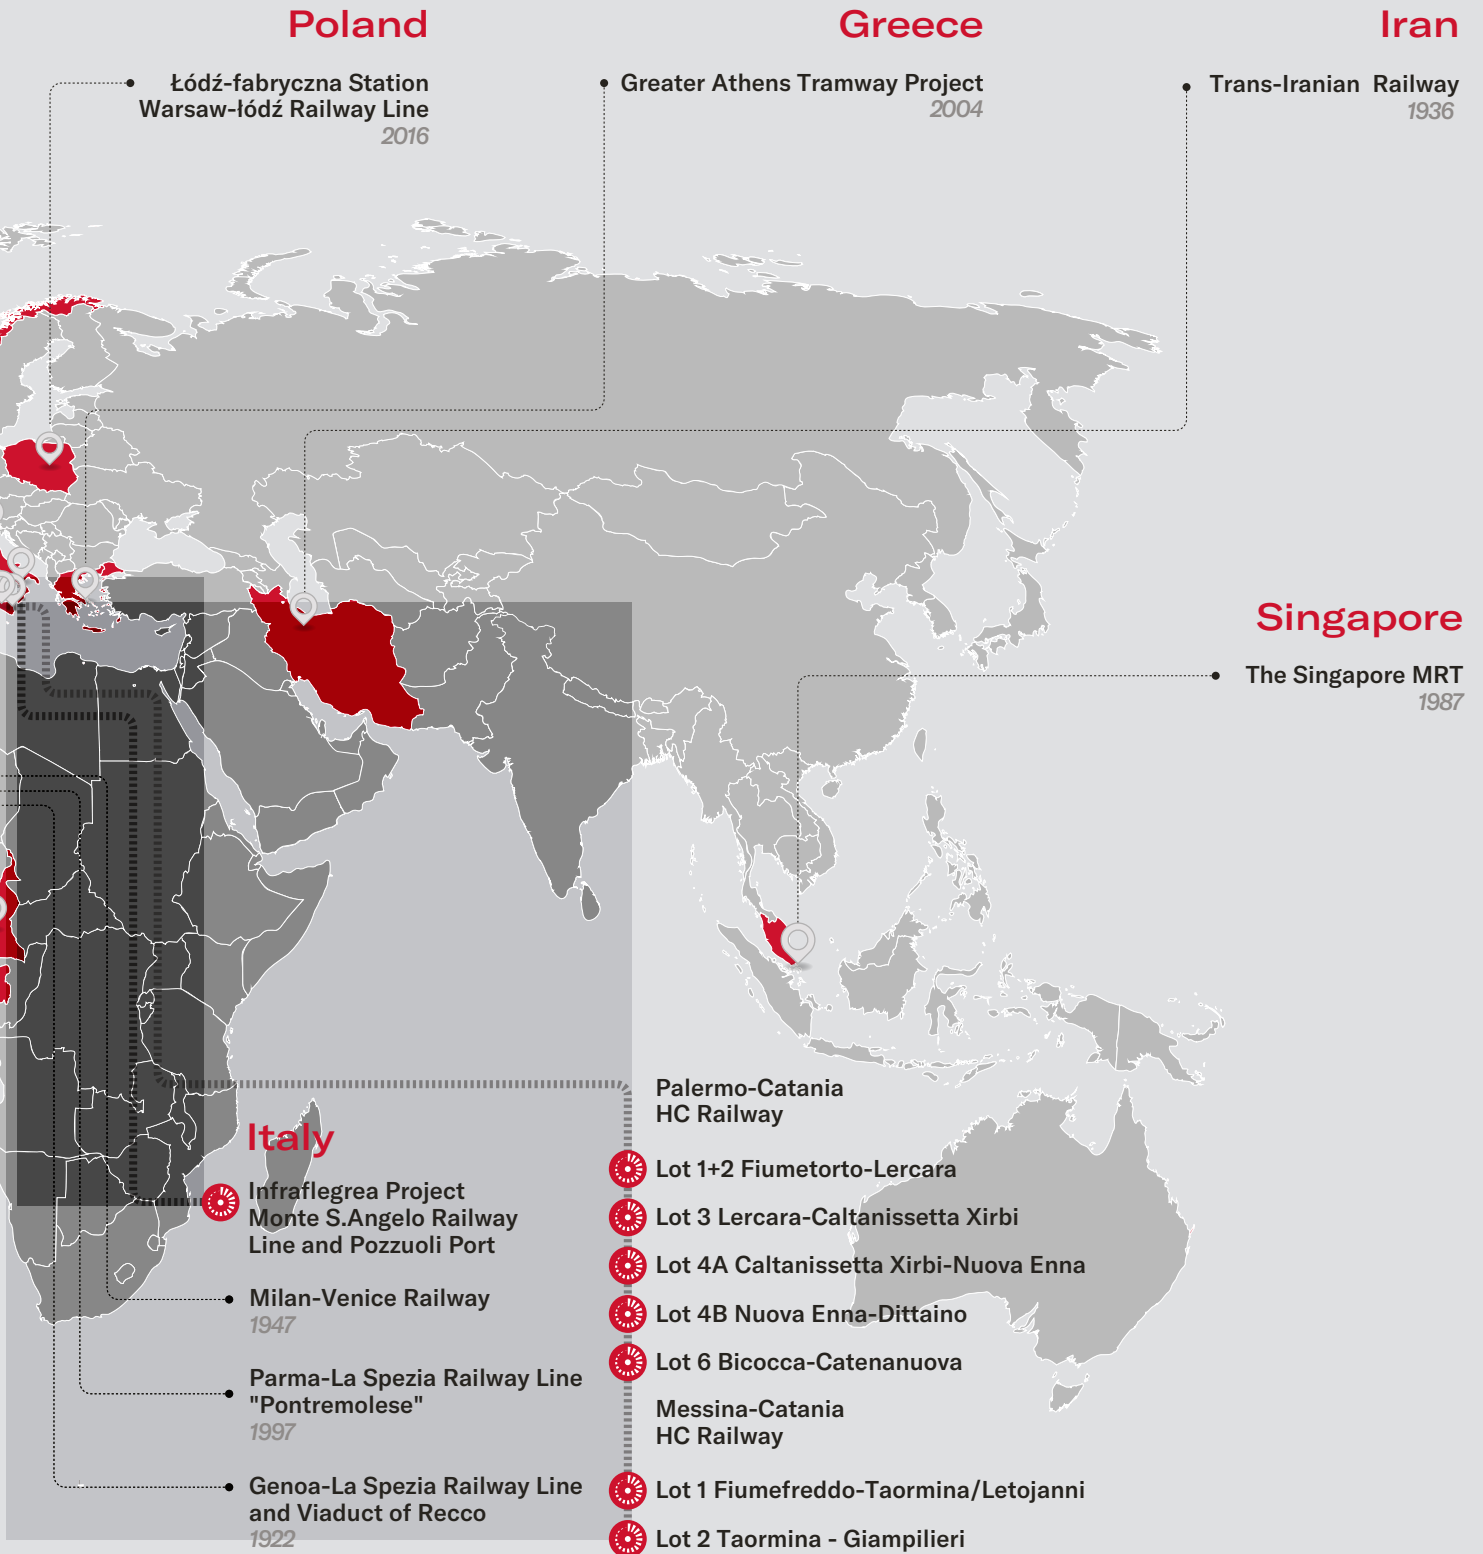 Poland
Łódź-fabryczna Station
Warsaw-łódź Railway Line
2016
Greece
Greater Athens Tramway Project
2004
Iran
Trans-Iranian Railway
1936
Singapore
The Singapore MRT
1987
Italy
Infraflegrea Project
Monte S.Angelo Railway
Line and Pozzuoli Port
Milan-Venice Railway
1947
Parma-La Spezia Railway Line
"Pontremolese"
1997
Genoa-La Spezia Railway Line
and Viaduct of Recco
1922
Palermo-Catania
HC Railway
Lot 1+2 Fiumetorto-Lercara
Lot 3 Lercara-Caltanissetta Xirbi
Lot 4A Caltanissetta Xirbi-Nuova Enna
Lot 4B Nuova Enna-Dittaino
Lot 6 Bicocca-Catenanuova
Messina-Catania
HC Railway
Lot 1 Fiumefreddo-Taormina/Letojanni
Lot 2 Taormina - Giampilieri